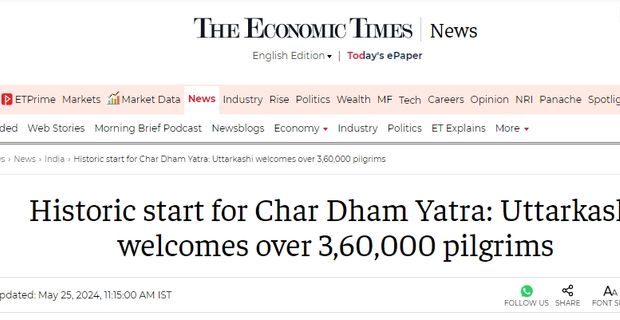 THE ECONOMIC TIMES | News
English Edition | Today's ePaper
ETPrime Markets Market Data News Industry Rise Politics Wealth MF Tech Careers Opinion NRI Panache Spotlig
ded Web Stories Morning Brief Podcast Newsblogs Economy Industry Politics ET Explains More
s › News › India › Historic start for Char Dham Yatra: Uttarkashi welcomes over 3,60,000 pilgrims
Historic start for Char Dham Yatra: Uttarkas
welcomes over 3,60,000 pilgrims
pdated: May 25, 2024, 11:15:00 AM IST
FOLLOW US SHARE FONT S